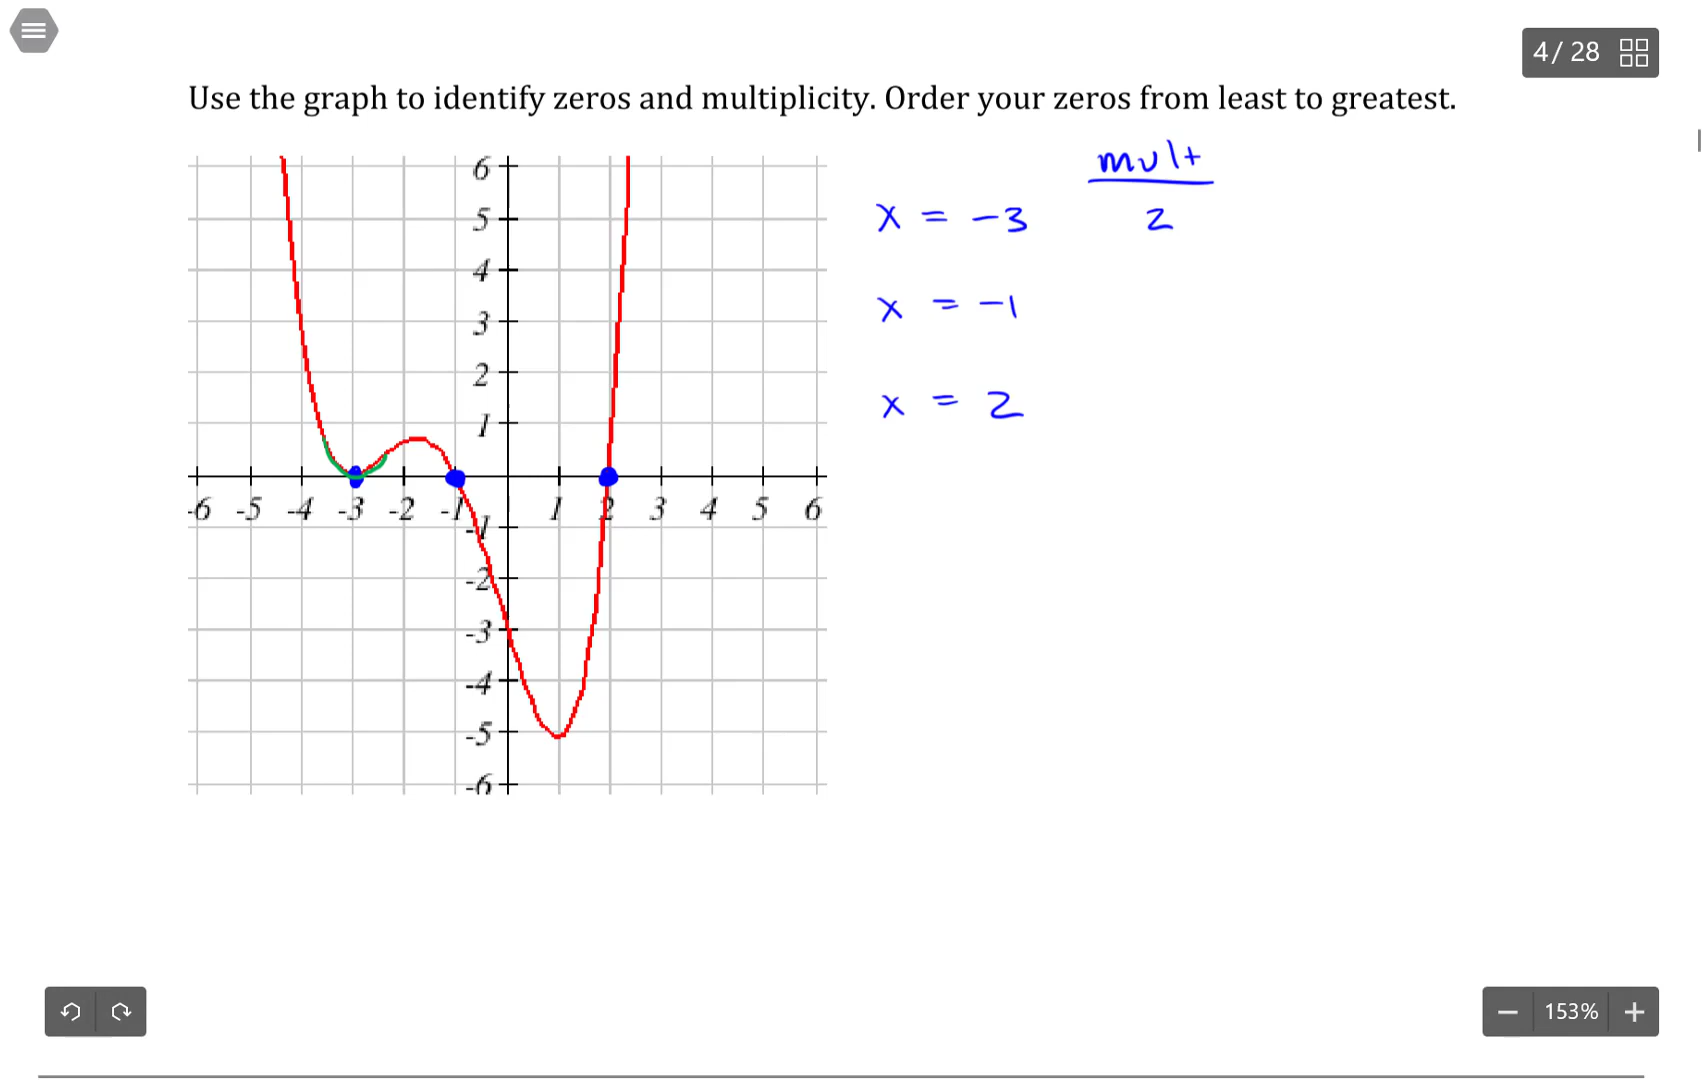 4/ 28
Use the graph to identify zeros and multiplicity. Order your zeros from least to greatest.
mult
x = -3 2
x = -1
x = 2
6
5
4
3
2
1
-6 -5 -4 -3 -2 -1 1 2 3 4 5 6
-1
-2
-3
-4
-5
-6
153%